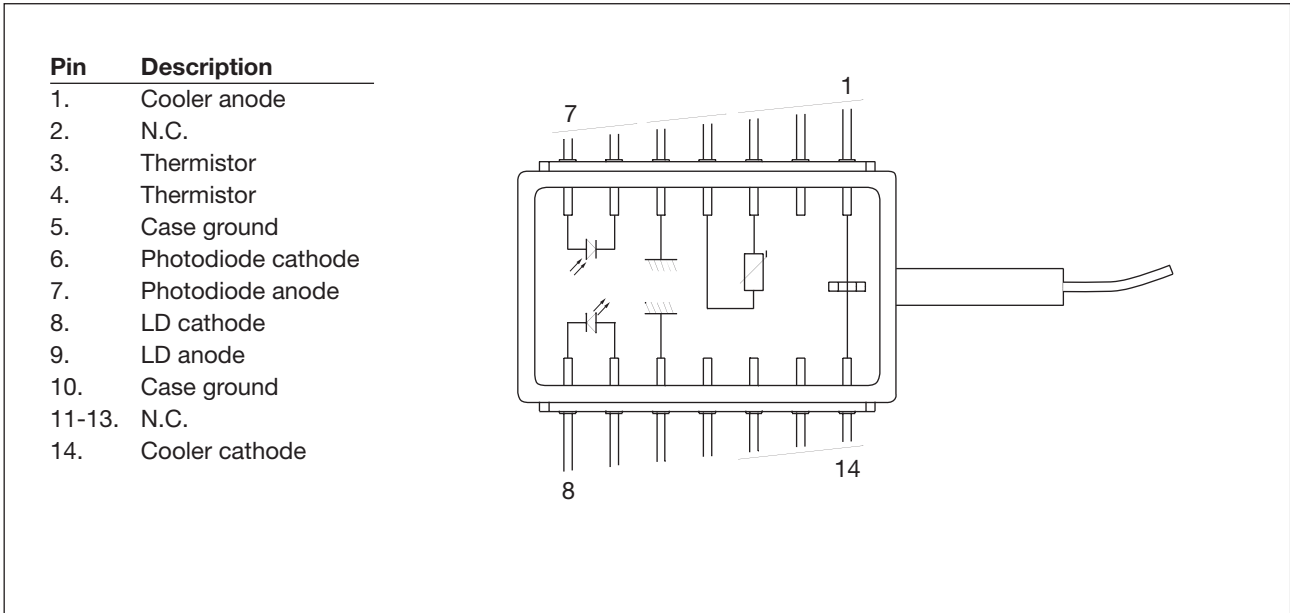 Pin Description
1. Cooler anode
2. N.C.
3. Thermistor
4. Thermistor
5. Case ground
6. Photodiode cathode
7. Photodiode anode
8. LD cathode
9. LD anode
10. Case ground
11-13. N.C.
14. Cooler cathode
7
1
8
14